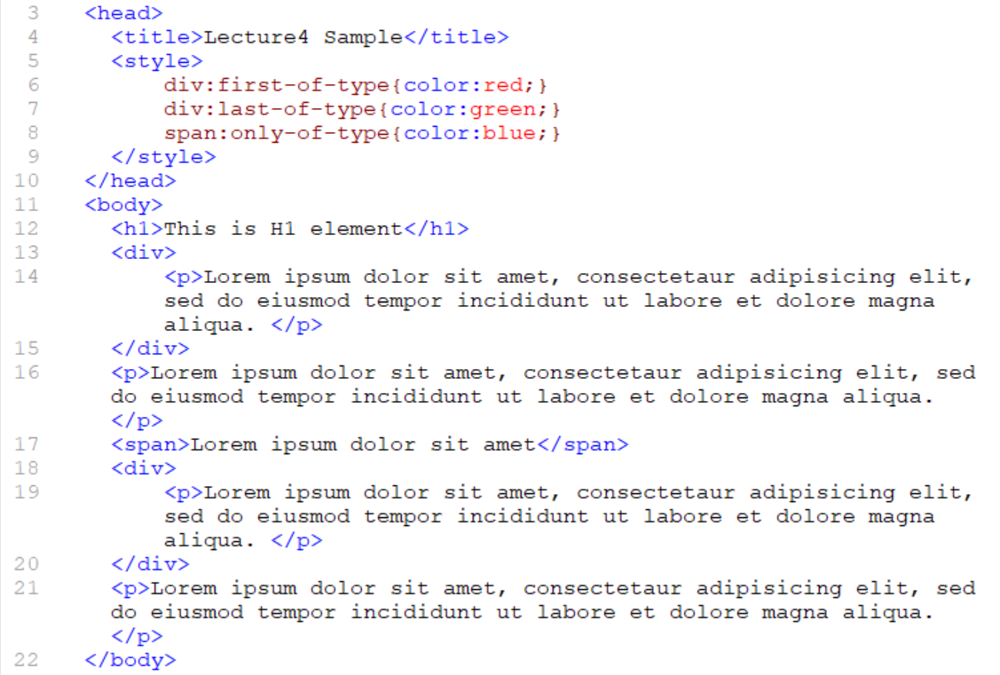 3 <head>
4 <title>Lecture4 Sample</title>
5 <style>
6 div:first-of-type{color:red;}
7 div:last-of-type{color:green;}
8 span:only-of-type{color:blue;}
9 </style>
10 </head>
11 <body>
12 <h1>This is H1 element</h1>
13 <div>
14 <p>Lorem ipsum dolor sit amet, consectetaur adipisicing elit,
sed do eiusmod tempor incididunt ut labore et dolore magna
aliqua. </p>
15 </div>
16 <p>Lorem ipsum dolor sit amet, consectetaur adipisicing elit, sed
do eiusmod tempor incididunt ut labore et dolore magna aliqua.
</p>
17 <span>Lorem ipsum dolor sit amet</span>
18 <div>
19 <p>Lorem ipsum dolor sit amet, consectetaur adipisicing elit,
sed do eiusmod tempor incididunt ut labore et dolore magna
aliqua. </p>
20 </div>
21 <p>Lorem ipsum dolor sit amet, consectetaur adipisicing elit, sed
do eiusmod tempor incididunt ut labore et dolore magna aliqua.
</p>
22 </body>